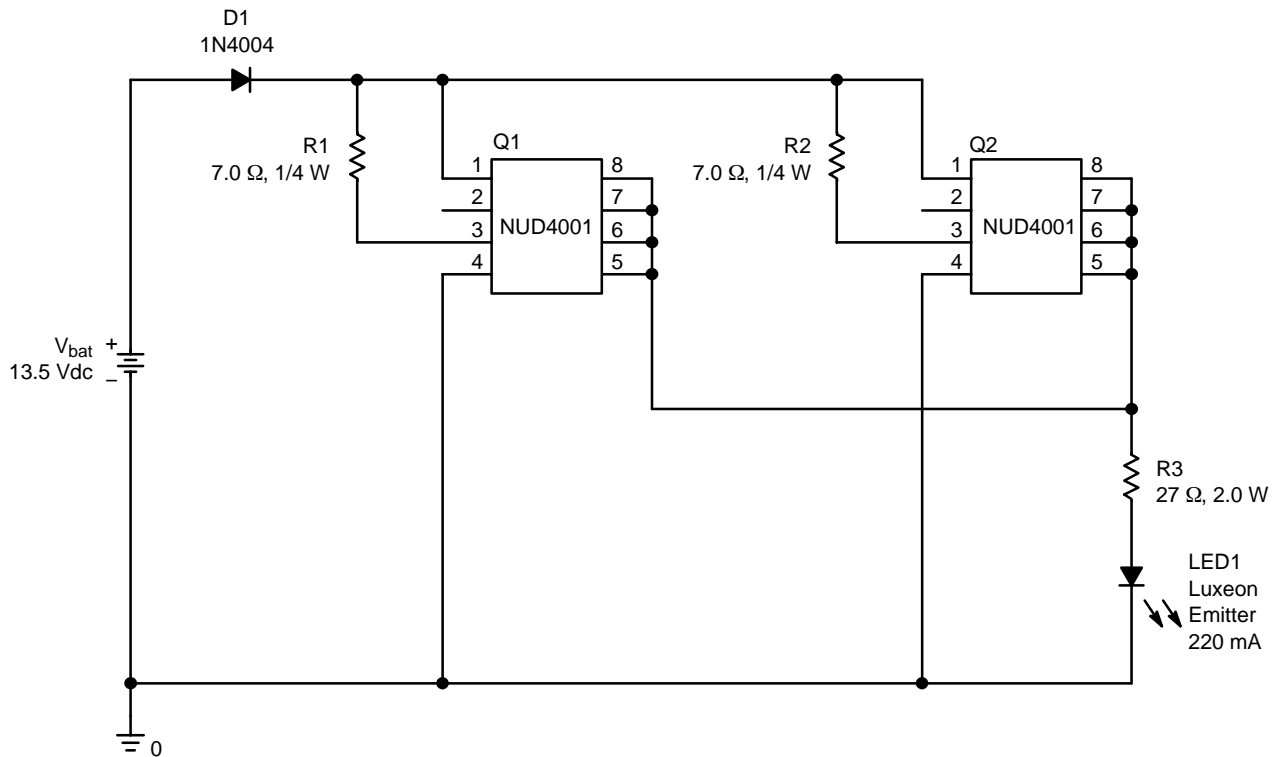 D1
1N4004
R1
7.0 Ω, 1/4 W
Q1
1
2
3
4
NUD4001
8
7
6
5
R2
7.0 Ω, 1/4 W
Q2
1
2
3
4
NUD4001
8
7
6
5
Vbat
13.5 Vdc
+
−
R3
27 Ω, 2.0 W
LED1
Luxeon
Emitter
220 mA
0